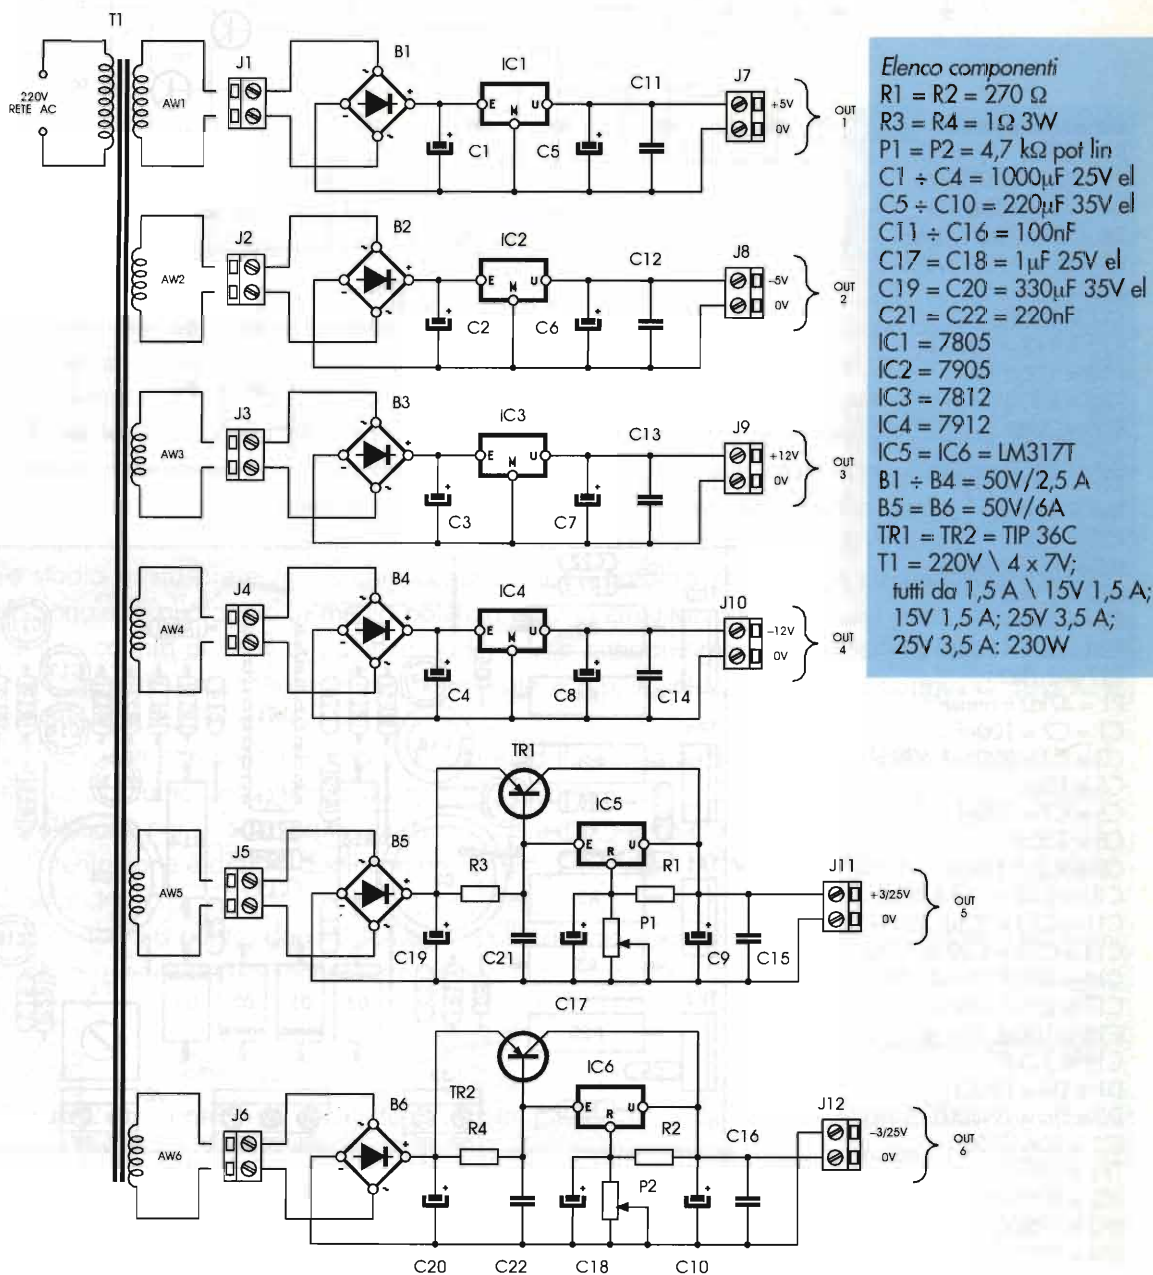 T1
220V
RETE AC
AW1
J1
B1
~
~
+
-
IC1
E
M
U
+
C1
+
C5
C11
J7
+5V
0V
OUT
1
AW2
J2
B2
~
~
+
-
IC2
E
M
U
+
C2
+
C6
C12
J8
-5V
0V
OUT
2
AW3
J3
B3
~
~
+
-
IC3
E
M
U
+
C3
+
C7
C13
J9
+12V
0V
OUT
3
AW4
J4
B4
~
~
+
-
IC4
E
M
U
+
C4
+
C8
C14
J10
-12V
0V
OUT
4
AW5
J5
B5
~
~
+
-
TR1
IC5
E
R
U
R3
R1
+
C19
C21
+
C17
P1
+
C9
C15
J11
+3/25V
0V
OUT
5
AW6
J6
B6
~
~
+
-
TR2
IC6
E
R
U
R4
R2
+
C20
C22
+
C18
P2
+
C10
C16
J12
-3/25V
0V
OUT
6
Elenco componenti
R1 = R2 = 270 Ω
R3 = R4 = 1Ω 3W
P1 = P2 = 4,7 kΩ pot lin
C1 ÷ C4 = 1000µF 25V el
C5 ÷ C10 = 220µF 35V el
C11 ÷ C16 = 100nF
C17 = C18 = 1µF 25V el
C19 = C20 = 330µF 35V el
C21 = C22 = 220nF
IC1 = 7805
IC2 = 7905
IC3 = 7812
IC4 = 7912
IC5 = IC6 = LM317T
B1 ÷ B4 = 50V/2,5 A
B5 = B6 = 50V/6A
TR1 = TR2 = TIP 36C
T1 = 220V \ 4 x 7V;
tutti da 1,5 A \ 15V 1,5 A;
15V 1,5 A; 25V 3,5 A;
25V 3,5 A: 230W